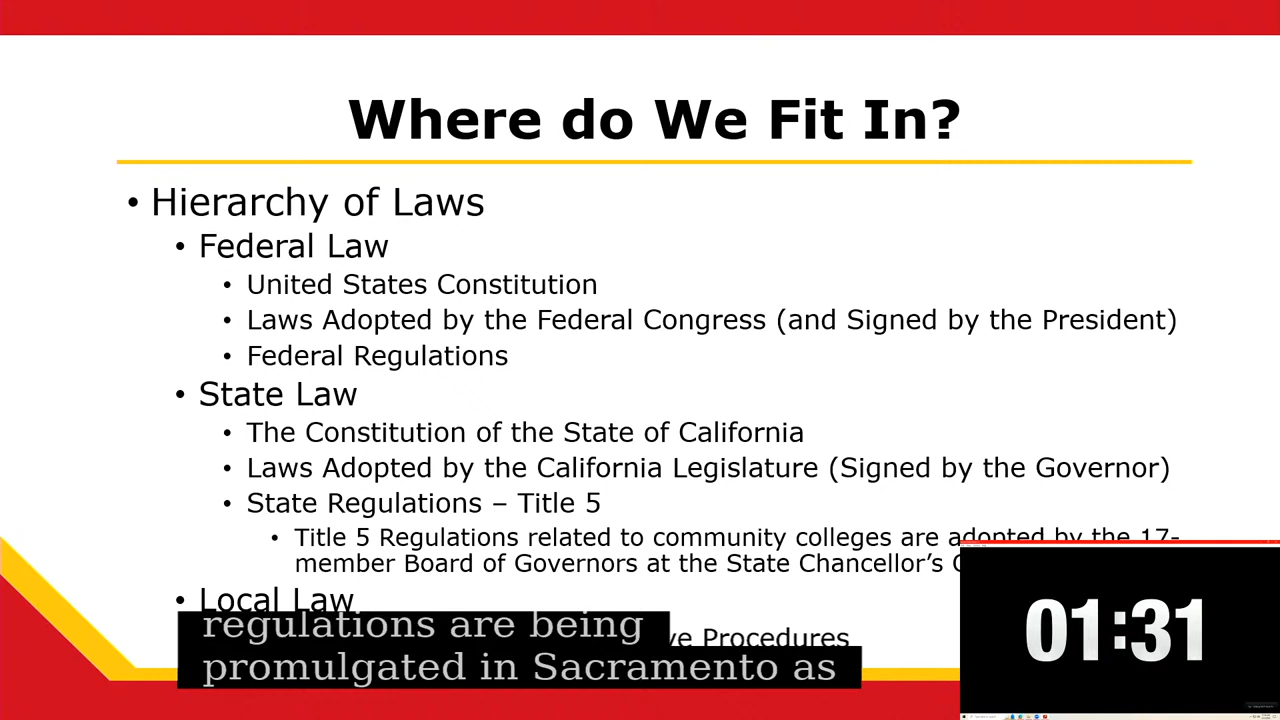 Where do We Fit In?
• Hierarchy of Laws
• Federal Law
• United States Constitution
• Laws Adopted by the Federal Congress (and Signed by the President)
• Federal Regulations
• State Law
• The Constitution of the State of California
• Laws Adopted by the California Legislature (Signed by the Governor)
• State Regulations – Title 5
• Title 5 Regulations related to community colleges are adopted by the 17-
member Board of Governors at the State Chancellor's
• Local Law
Procedures
regulations are being
promulgated in Sacramento as
01:31